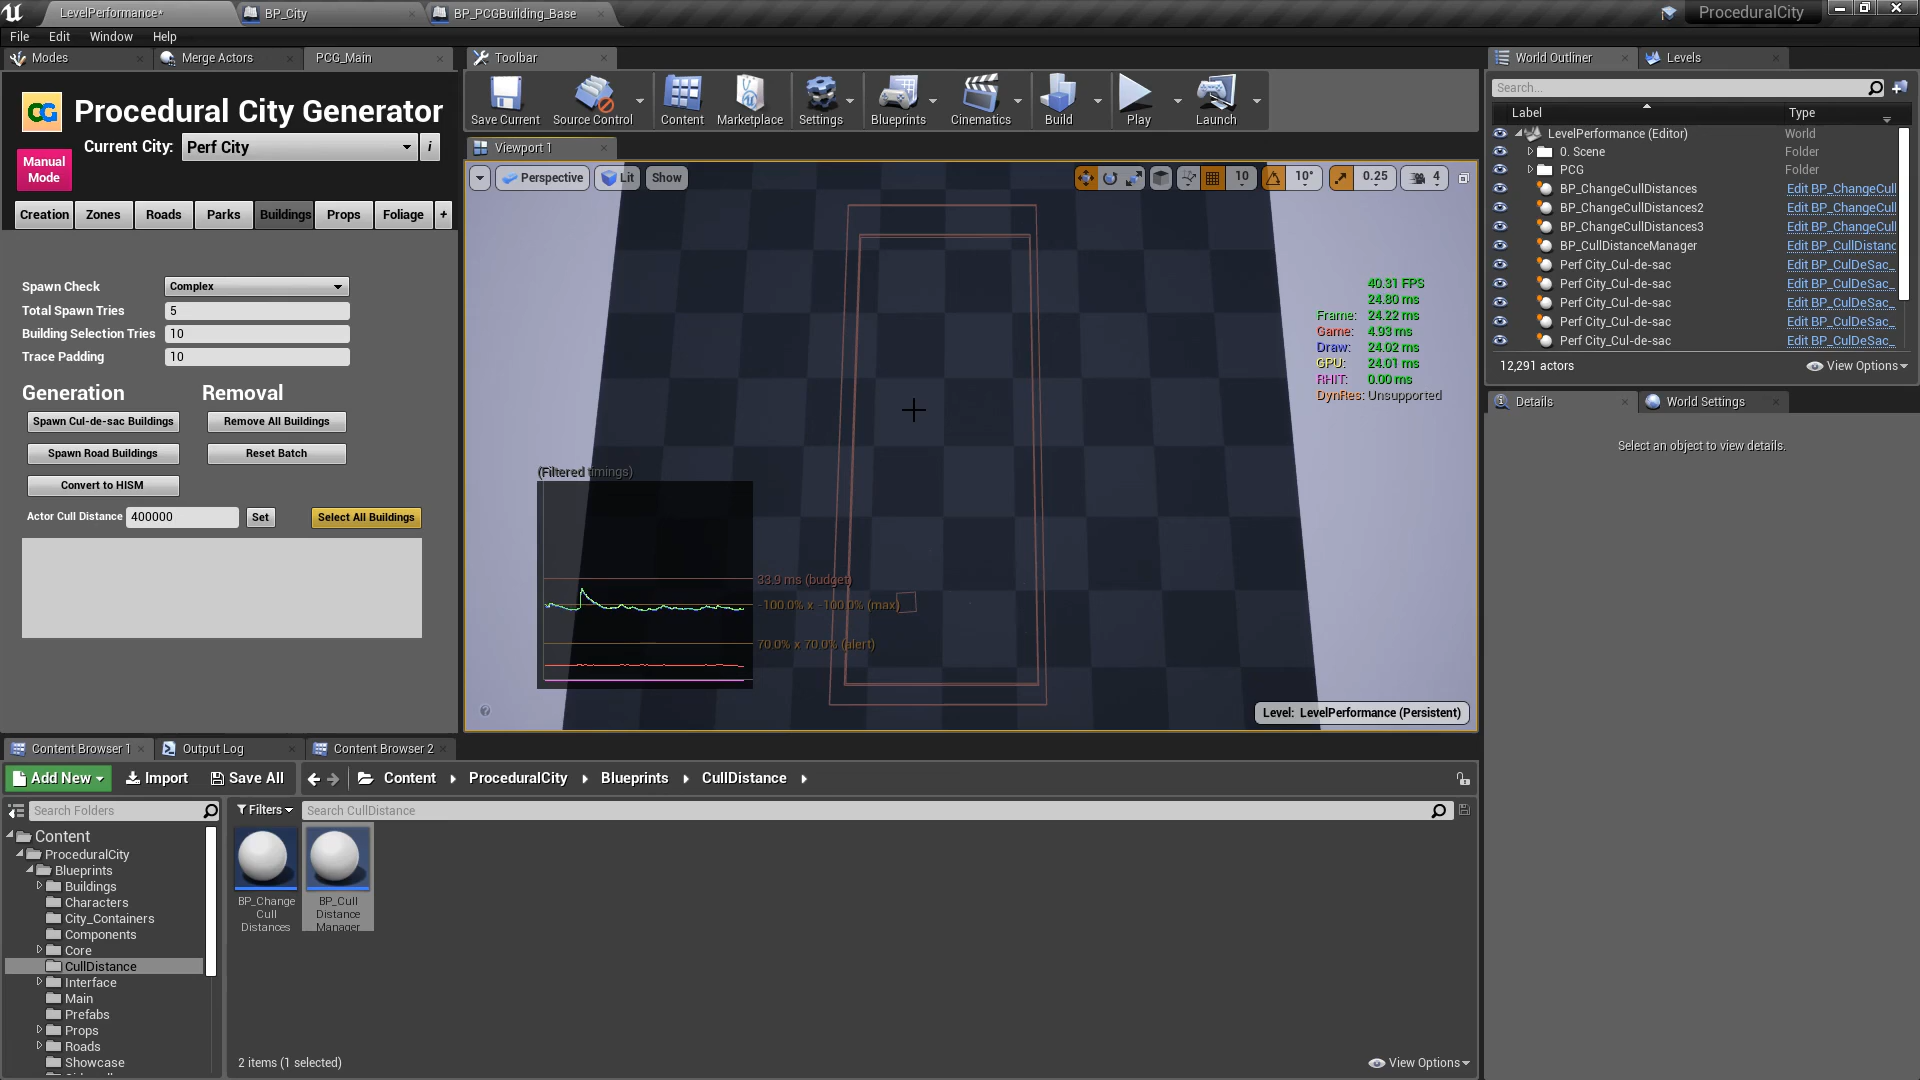 LevelPerformance*
BP_City
BP_PCGBuilding_Base
ProceduralCity
File Edit Window Help
Modes
Merge Actors
PCG_Main
CG
Procedural City Generator
Current City: Perf City i
Manual
Mode
Creation Zones Roads Parks Buildings Props Foliage +
Spawn Check Complex
Total Spawn Tries 5
Building Selection Tries 10
Trace Padding 10
Generation Removal
Spawn Cul-de-sac Buildings Remove All Buildings
Spawn Road Buildings Reset Batch
Convert to HISM
Actor Cull Distance 400000 Set Select All Buildings
Toolbar
Save Current Source Control Content Marketplace Settings Blueprints Cinematics Build Play Launch
Viewport 1
Perspective Lit Show 10 10° 0.25 4
40.31 FPS
24.80 ms
Frame: 24.22 ms
Game: 4.93 ms
Draw: 24.02 ms
GPU: 24.01 ms
RHIT: 0.00 ms
DynRes: Unsupported
(Filtered timings)
33.9 ms (budget)
-100.0% x -100.0% (max)
70.0% x 70.0% (alert)
Level: LevelPerformance (Persistent)
World Outliner
Levels
Search...
Label Type
LevelPerformance (Editor) World
0. Scene Folder
PCG Folder
BP_ChangeCullDistances Edit BP_ChangeCull
BP_ChangeCullDistances2 Edit BP_ChangeCull
BP_ChangeCullDistances3 Edit BP_ChangeCull
BP_CullDistanceManager Edit BP_CullDistanc
Perf City_Cul-de-sac Edit BP_CulDeSac_
Perf City_Cul-de-sac Edit BP_CulDeSac_
Perf City_Cul-de-sac Edit BP_CulDeSac_
Perf City_Cul-de-sac Edit BP_CulDeSac_
Perf City_Cul-de-sac Edit BP_CulDeSac_
12,291 actors View Options
Details
World Settings
Select an object to view details.
Content Browser 1
Output Log
Content Browser 2
Add New Import Save All Content ProceduralCity Blueprints CullDistance
Search Folders
Filters
Search CullDistance
Content
ProceduralCity
Blueprints
Buildings
Characters
City_Containers
Components
Core
CullDistance
Interface
Main
Prefabs
Props
Roads
Showcase
BP_Change
Cull
Distances
BP_Cull
Distance
Manager
2 items (1 selected)
View Options